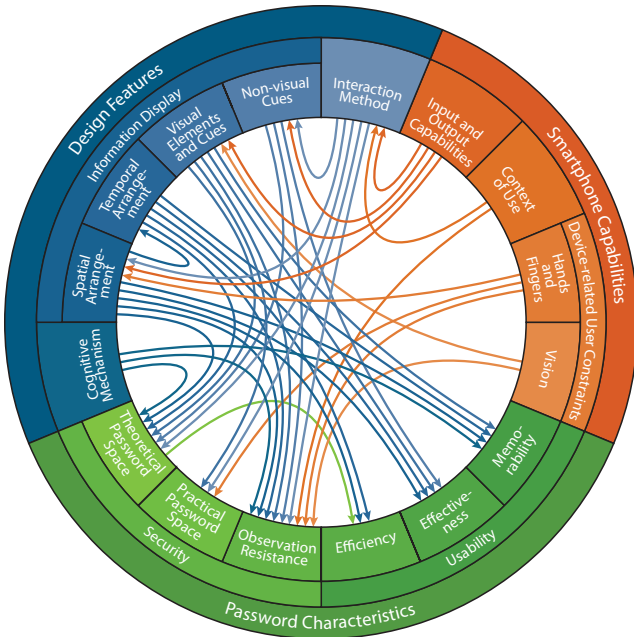 Design Features
Information Display
Non-visual
Cues
Interaction
Method
Visual
Elements
and Cues
Temporal
Arrange-
ment
Spatial
Arrange-
ment
Cognitive
Mechanism
Smartphone Capabilities
Input and
Output
Capabilities
Context
of Use
Device-related User Constraints
Hands
and
Fingers
Vision
Theoretical
Password
Space
Practical
Password
Space
Observation
Resistance
Efficiency
Effective-
ness
Memo-
rability
Security
Usability
Password Characteristics